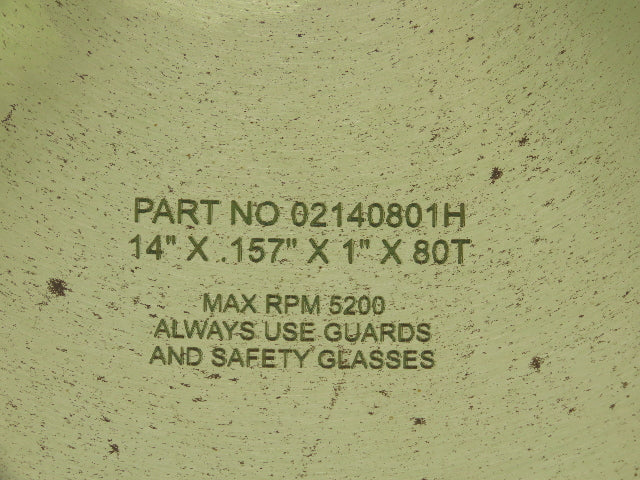 PART NO 02140801H
14" X .157" X 1" X 80T
MAX RPM 5200
ALWAYS USE GUARDS
AND SAFETY GLASSES